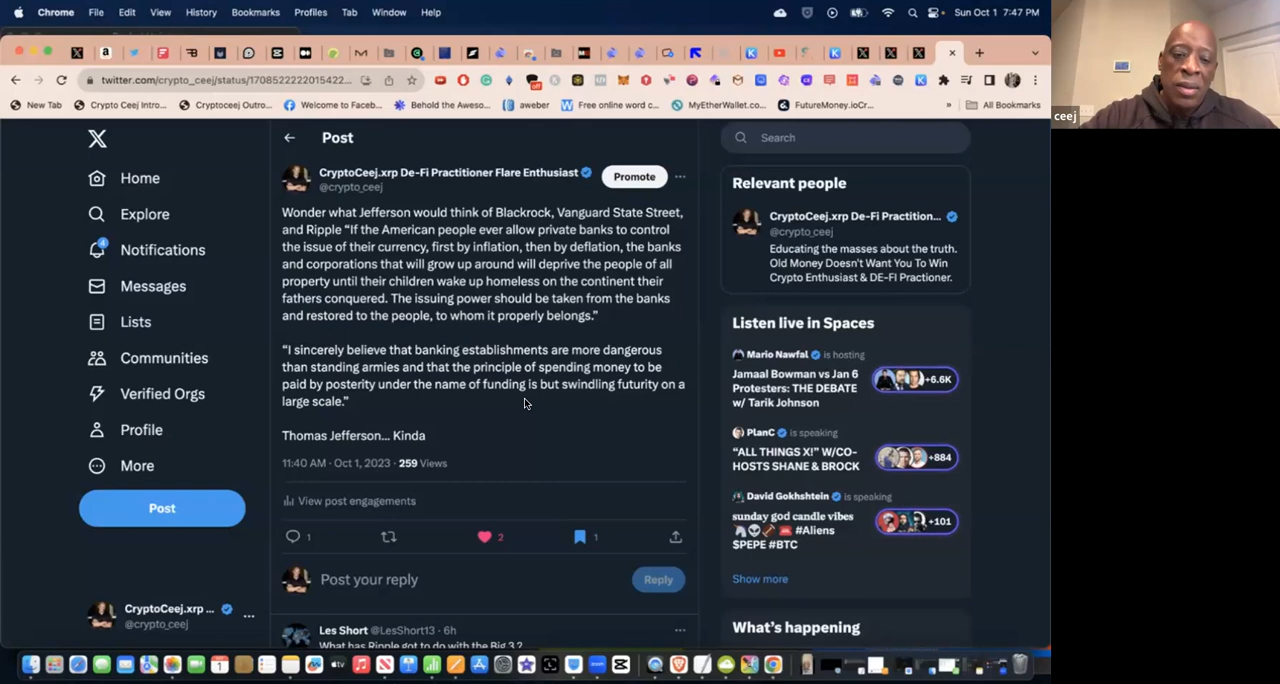 Chrome File Edit View History Bookmarks Profiles Tab Window Help
Sun Oct 1 7:47 PM
twitter.com/crypto_ceej/status/1708522222015422...
off
New Tab
Crypto Ceej Intro...
Cryptoceej Outro...
Welcome to Faceb...
Behold the Aweso...
aweber
Free online word c...
MyEtherWallet.co...
FutureMoney.ioCr...
»
All Bookmarks
ceej
Home
Explore
4
Notifications
Messages
Lists
Communities
Verified Orgs
Profile
More
Post
CryptoCeej.xrp ...
@crypto_ceej
Post
CryptoCeej.xrp De-Fi Practitioner Flare Enthusiast
Promote
@crypto_ceej
Wonder what Jefferson would think of Blackrock, Vanguard State Street,
and Ripple “If the American people ever allow private banks to control
the issue of their currency, first by inflation, then by deflation, the banks
and corporations that will grow up around will deprive the people of all
property until their children wake up homeless on the continent their
fathers conquered. The issuing power should be taken from the banks
and restored to the people, to whom it properly belongs.”
“I sincerely believe that banking establishments are more dangerous
than standing armies and that the principle of spending money to be
paid by posterity under the name of funding is but swindling futurity on a
large scale.”
Thomas Jefferson... Kinda
11:40 AM · Oct 1, 2023 · 259 Views
View post engagements
1 2 1
Post your reply
Reply
Les Short @LesShort13 · 6h
What has Ripple got to do with the Big 3 ?
Search
Relevant people
CryptoCeej.xrp De-Fi Practition...
@crypto_ceej
Educating the masses about the truth.
Old Money Doesn't Want You To Win
Crypto Enthusiast & DE-FI Practioner.
Listen live in Spaces
Mario Nawfal is hosting
Jamaal Bowman vs Jan 6
Protesters: THE DEBATE
w/ Tarik Johnson
+6.6K
PlanC is speaking
“ALL THINGS X!” W/CO-
HOSTS SHANE & BROCK
+884
David Gokhshtein is speaking
sunday god candle vibes
#Aliens
$PEPE #BTC
+101
Show more
What’s happening